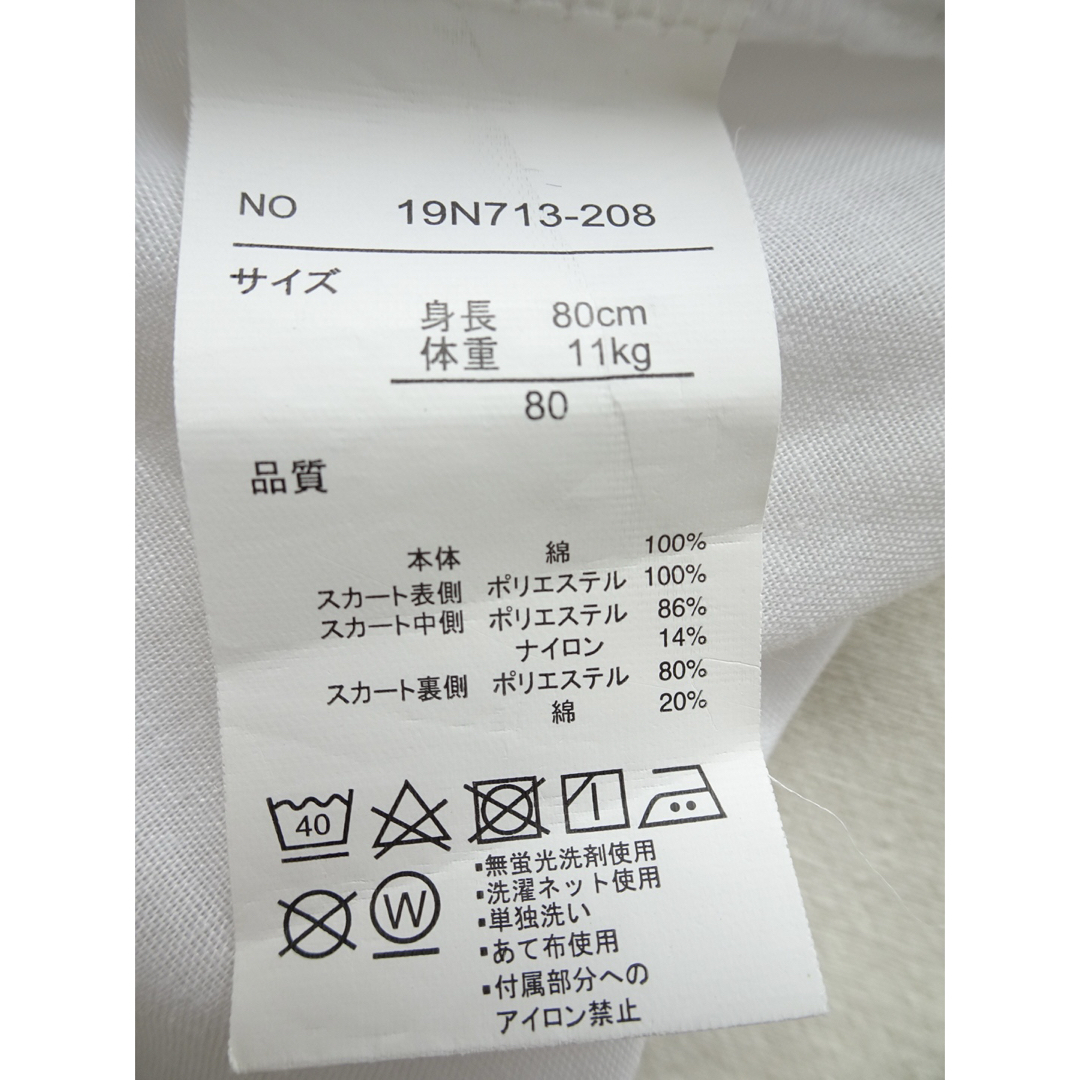 NO 19N713-208
サイズ
身長 80cm
体重 11kg
80
品質
本体 綿 100%
スカート表側 ポリエステル 100%
スカート中側 ポリエステル 86%
ナイロン 14%
スカート裏側 ポリエステル 80%
綿 20%
40
W
▪無蛍光洗剤使用
▪洗濯ネット使用
▪単独洗い
▪あて布使用
▪付属部分への
アイロン禁止